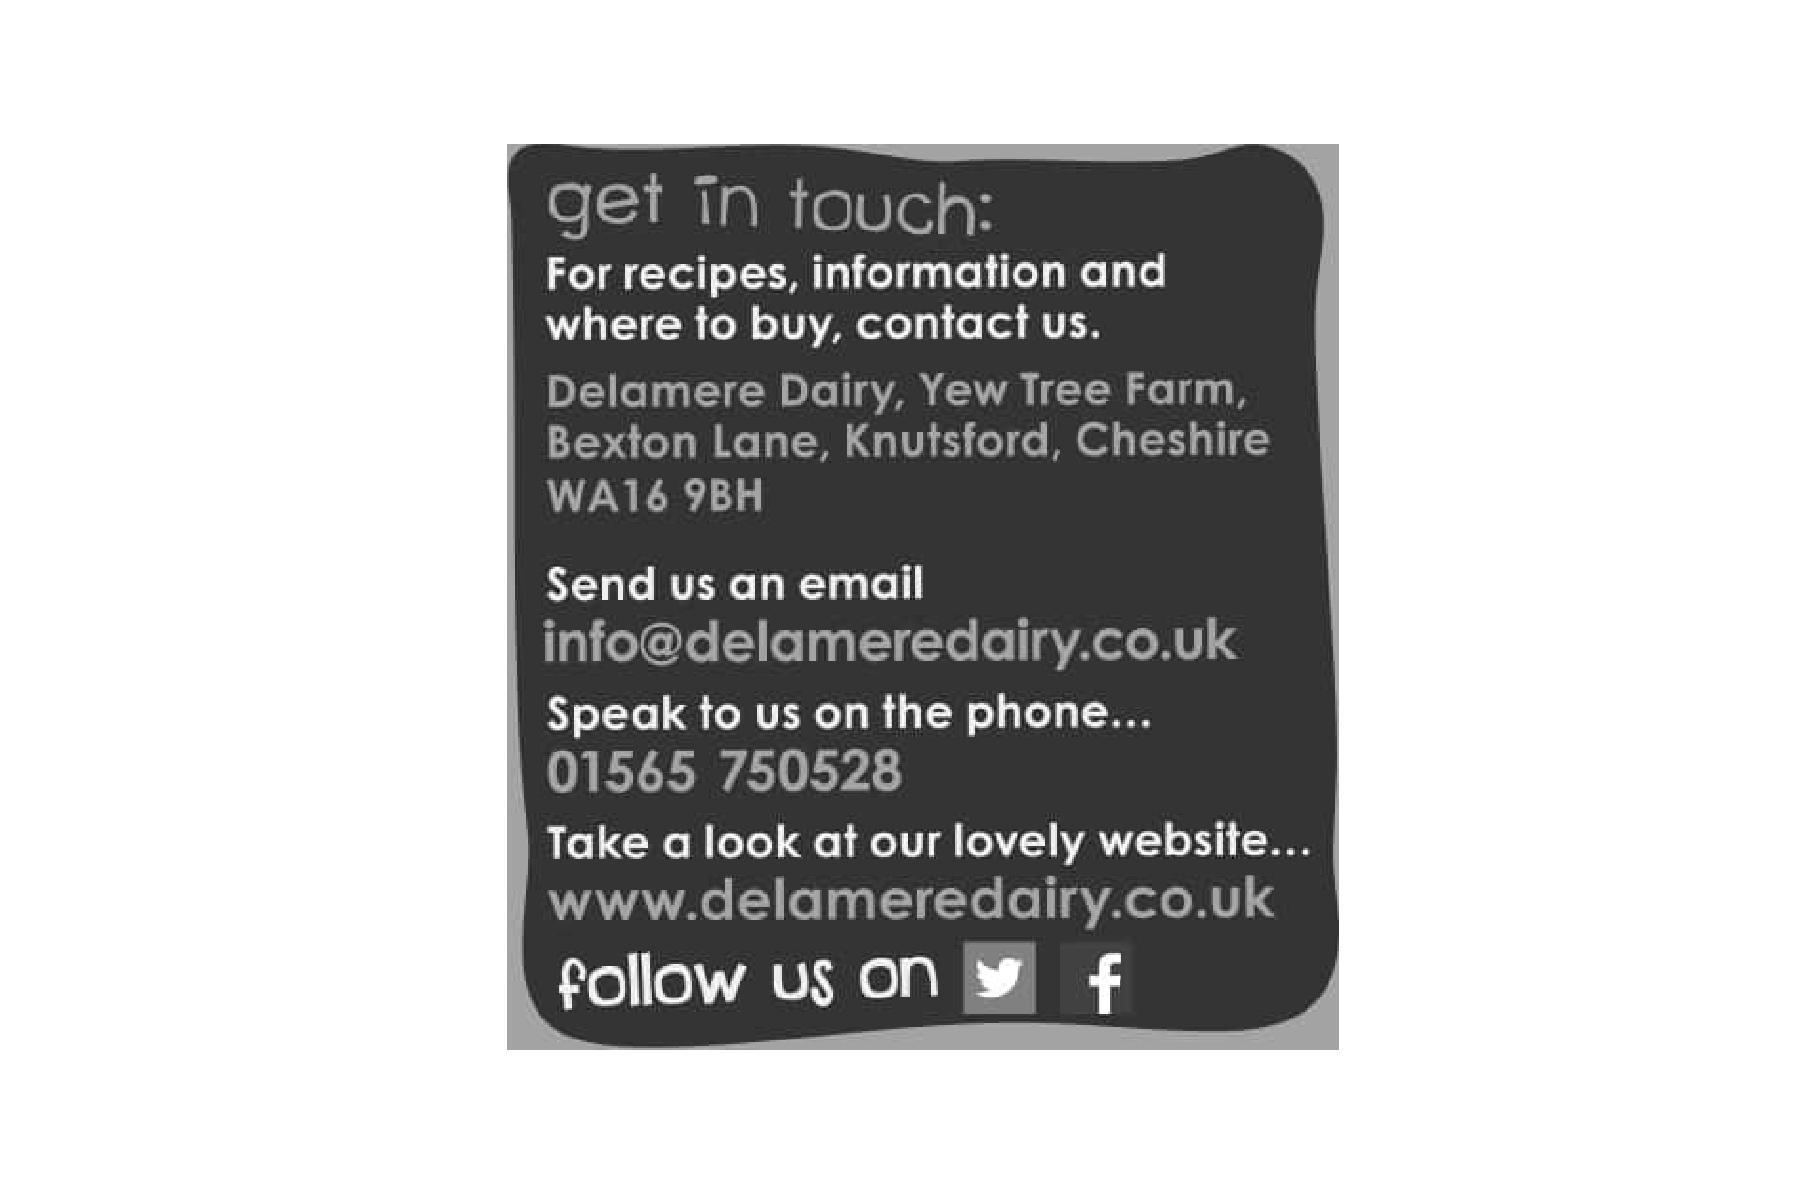 get in touch:
For recipes, information and
where to buy, contact us.
Delamere Dairy, Yew Tree Farm,
Bexton Lane, Knutsford, Cheshire
WA16 9BH
Send us an email
info@delameredairy.co.uk
Speak to us on the phone...
01565 750528
Take a look at our lovely website...
www.delameredairy.co.uk
follow us on